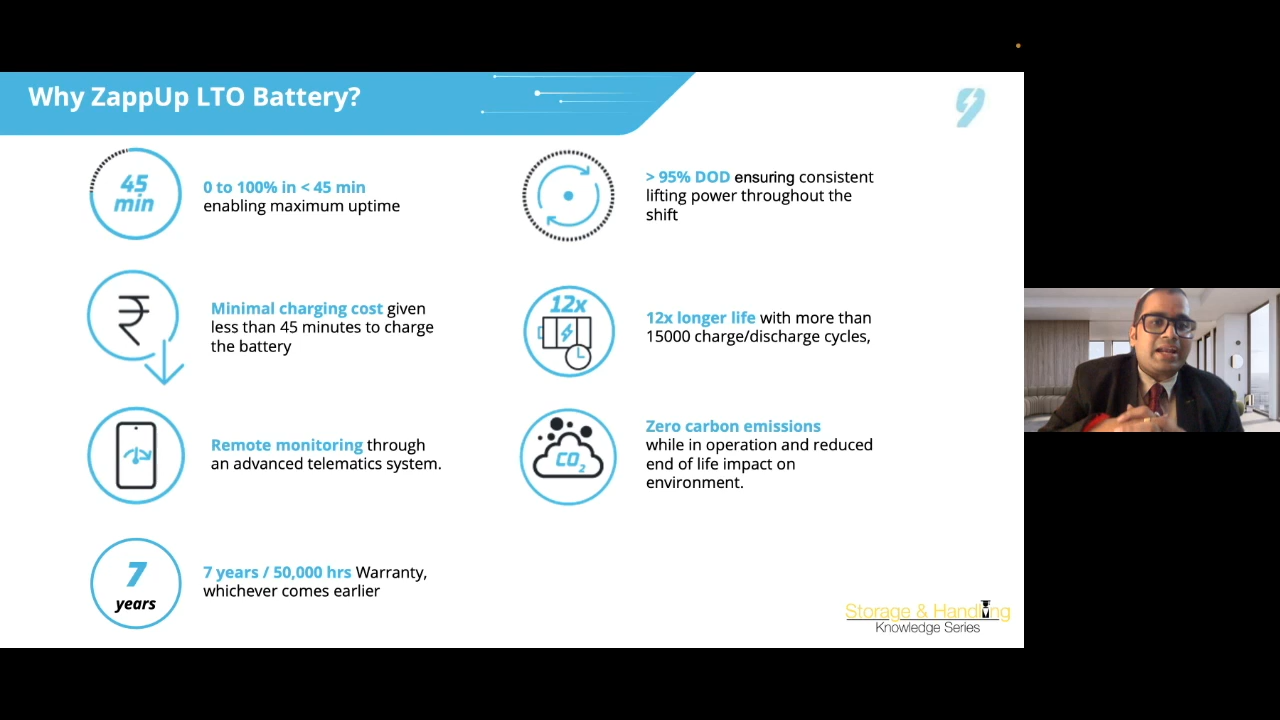 Why ZappUp LTO Battery?
45
min
0 to 100% in < 45 min
enabling maximum uptime
> 95% DOD ensuring consistent
lifting power throughout the
shift
₹
Minimal charging cost given
less than 45 minutes to charge
the battery
12x
12x longer life with more than
15000 charge/discharge cycles,
Remote monitoring through
an advanced telematics system.
CO2
Zero carbon emissions
while in operation and reduced
end of life impact on
environment.
7
years
7 years / 50,000 hrs Warranty,
whichever comes earlier
Storage & Handling
Knowledge Series